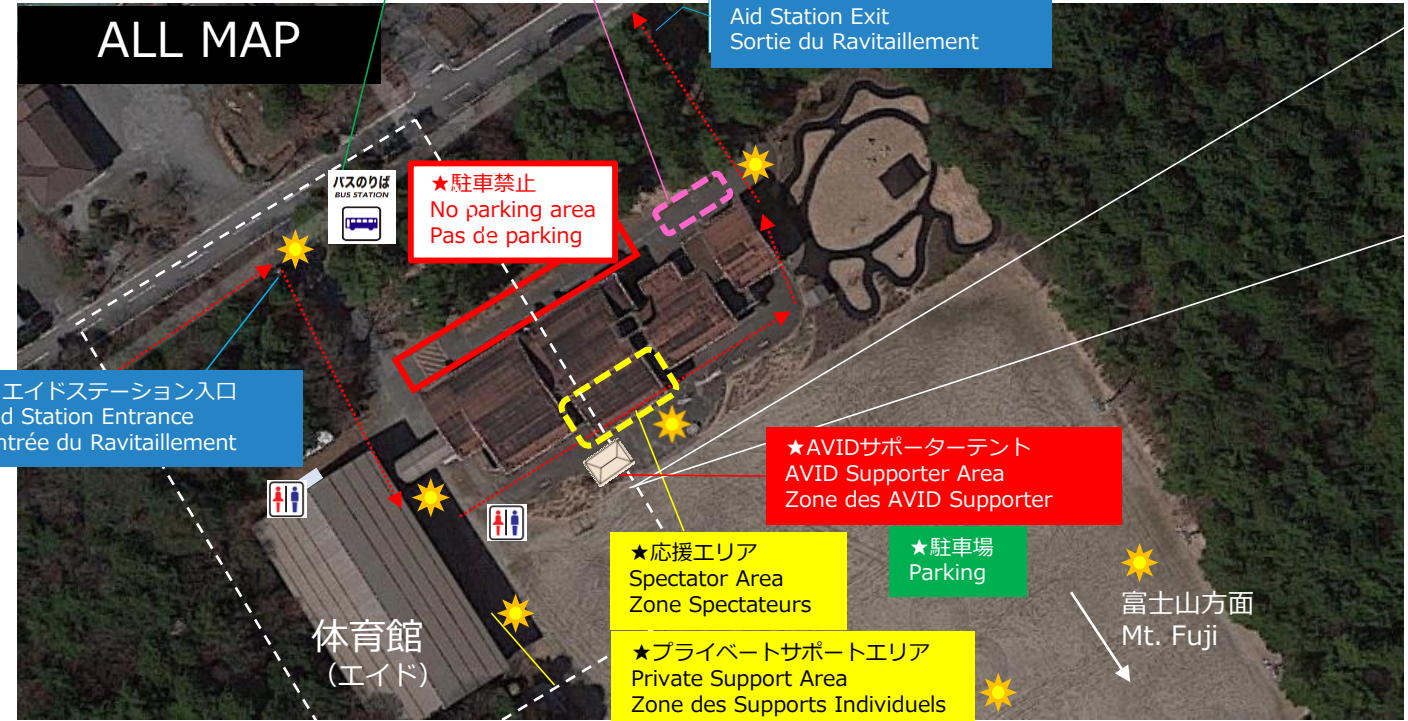 ALL MAP
Aid Station Exit
Sortie du Ravitaillement
バスのりば
BUS STATION
★駐車禁止
No parking area
Pas de parking
エイドステーション入口
d Station Entrance
ntrée du Ravitaillement
★AVIDサポーターテント
AVID Supporter Area
Zone des AVID Supporter
★応援エリア
Spectator Area
Zone Spectateurs
★駐車場
Parking
富士山方面
Mt. Fuji
体育館
（エイド）
★プライベートサポートエリア
Private Support Area
Zone des Supports Individuels